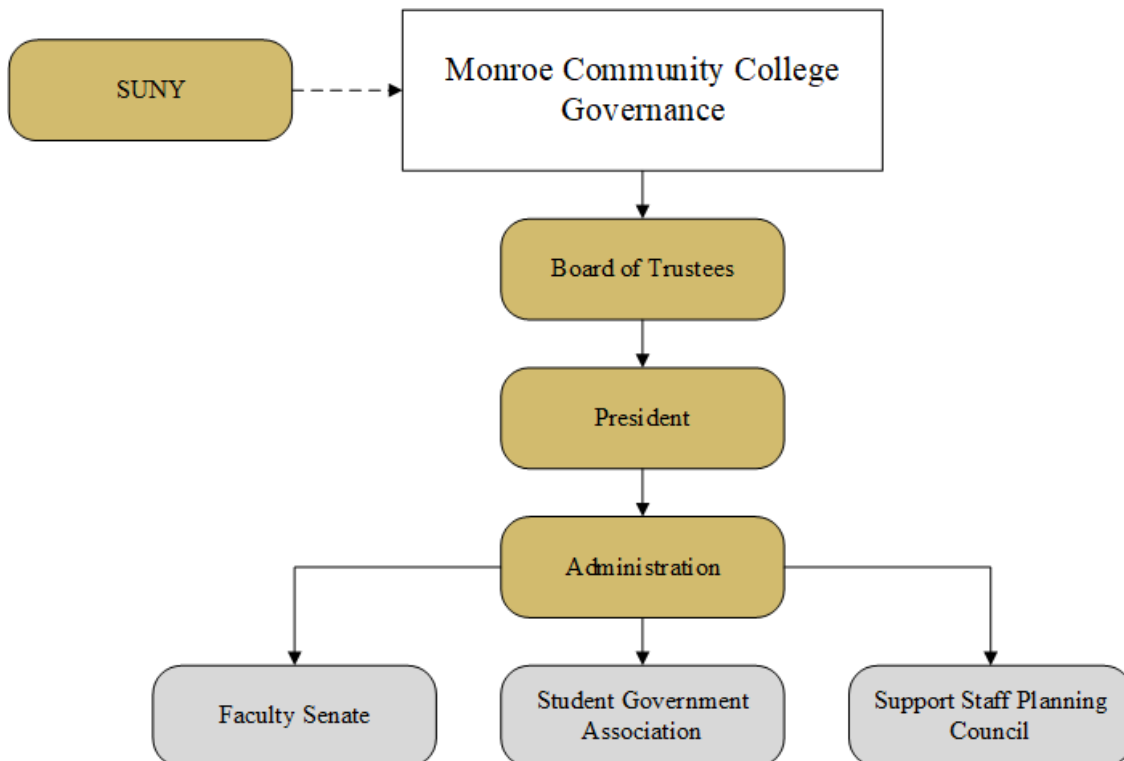 SUNY
Monroe Community College
Governance
Board of Trustees
President
Administration
Faculty Senate
Student Government
Association
Support Staff Planning
Council